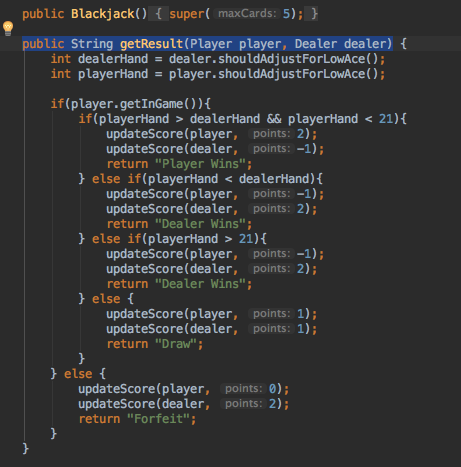 public Blackjack() { super( maxCards: 5); }
public String getResult(Player player, Dealer dealer) {
int dealerHand = dealer.shouldAdjustForLowAce();
int playerHand = player.shouldAdjustForLowAce();
if(player.getInGame()){
if(playerHand > dealerHand && playerHand < 21){
updateScore(player, points: 2);
updateScore(dealer, points: -1);
return "Player Wins";
} else if(playerHand < dealerHand){
updateScore(player, points: -1);
updateScore(dealer, points: 2);
return "Dealer Wins";
} else if(playerHand > 21){
updateScore(player, points: -1);
updateScore(dealer, points: 2);
return "Dealer Wins";
} else {
updateScore(player, points: 1);
updateScore(dealer, points: 1);
return "Draw";
}
} else {
updateScore(player, points: 0);
updateScore(dealer, points: 2);
return "Forfeit";
}
}